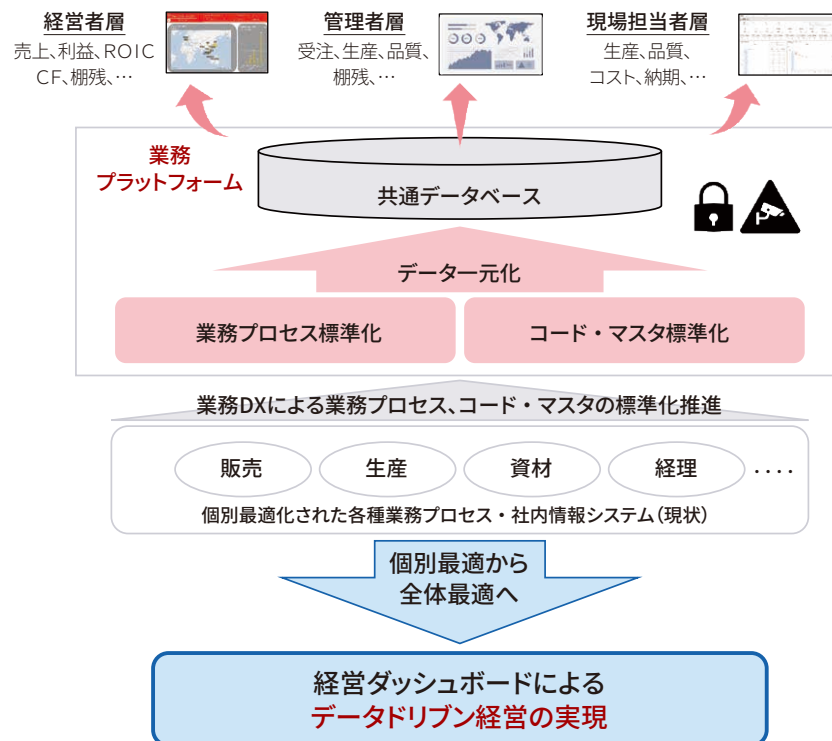 経営者層
売上、利益、ROIC
CF、棚残、…
管理者層
受注、生産、品質、
棚残、…
現場担当者層
生産、品質、
コスト、納期、…
業務
プラットフォーム
共通データベース
データ一元化
業務プロセス標準化
コード・マスタ標準化
業務DXによる業務プロセス、コード・マスタの標準化推進
販売
生産
資材
経理
････
個別最適化された各種業務プロセス・社内情報システム(現状)
個別最適から
全体最適へ
経営ダッシュボードによる
データドリブン経営の実現